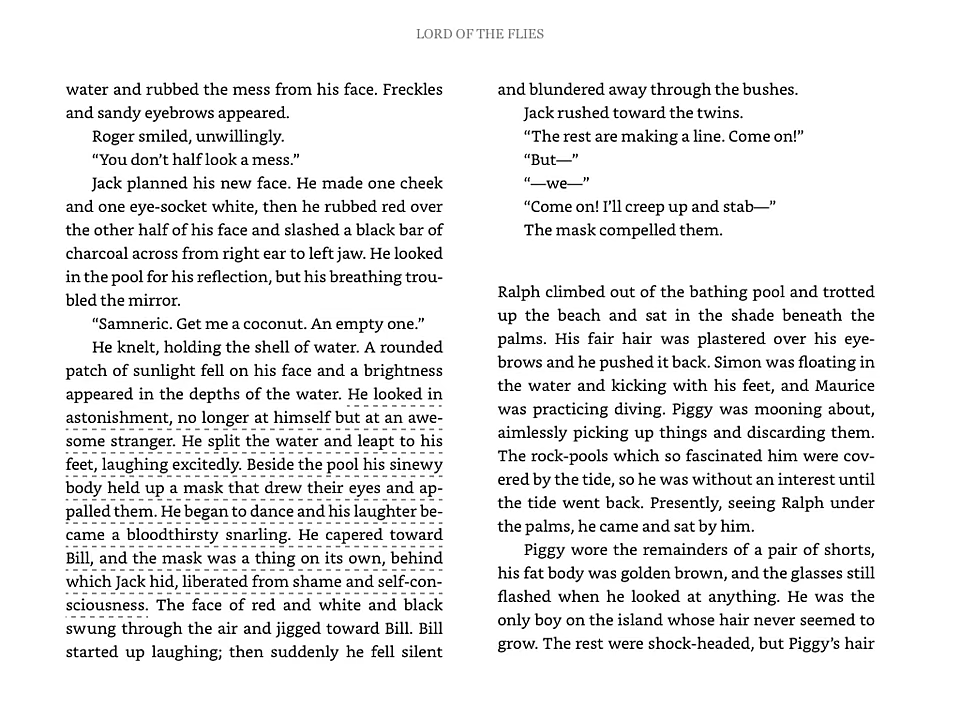 LORD OF THE FLIES
water and rubbed the mess from his face. Freckles
and sandy eyebrows appeared.
Roger smiled, unwillingly.
“You don’t half look a mess.”
Jack planned his new face. He made one cheek
and one eye-socket white, then he rubbed red over
the other half of his face and slashed a black bar of
charcoal across from right ear to left jaw. He looked
in the pool for his reflection, but his breathing trou-
bled the mirror.
“Samneric. Get me a coconut. An empty one.”
He knelt, holding the shell of water. A rounded
patch of sunlight fell on his face and a brightness
appeared in the depths of the water. He looked in
astonishment, no longer at himself but at an awe-
some stranger. He split the water and leapt to his
feet, laughing excitedly. Beside the pool his sinewy
body held up a mask that drew their eyes and ap-
palled them. He began to dance and his laughter be-
came a bloodthirsty snarling. He capered toward
Bill, and the mask was a thing on its own, behind
which Jack hid, liberated from shame and self-con-
sciousness. The face of red and white and black
swung through the air and jigged toward Bill. Bill
started up laughing; then suddenly he fell silent
and blundered away through the bushes.
Jack rushed toward the twins.
“The rest are making a line. Come on!”
“But—”
“—we—”
“Come on! I’ll creep up and stab—”
The mask compelled them.
Ralph climbed out of the bathing pool and trotted
up the beach and sat in the shade beneath the
palms. His fair hair was plastered over his eye-
brows and he pushed it back. Simon was floating in
the water and kicking with his feet, and Maurice
was practicing diving. Piggy was mooning about,
aimlessly picking up things and discarding them.
The rock-pools which so fascinated him were cov-
ered by the tide, so he was without an interest until
the tide went back. Presently, seeing Ralph under
the palms, he came and sat by him.
Piggy wore the remainders of a pair of shorts,
his fat body was golden brown, and the glasses still
flashed when he looked at anything. He was the
only boy on the island whose hair never seemed to
grow. The rest were shock-headed, but Piggy’s hair